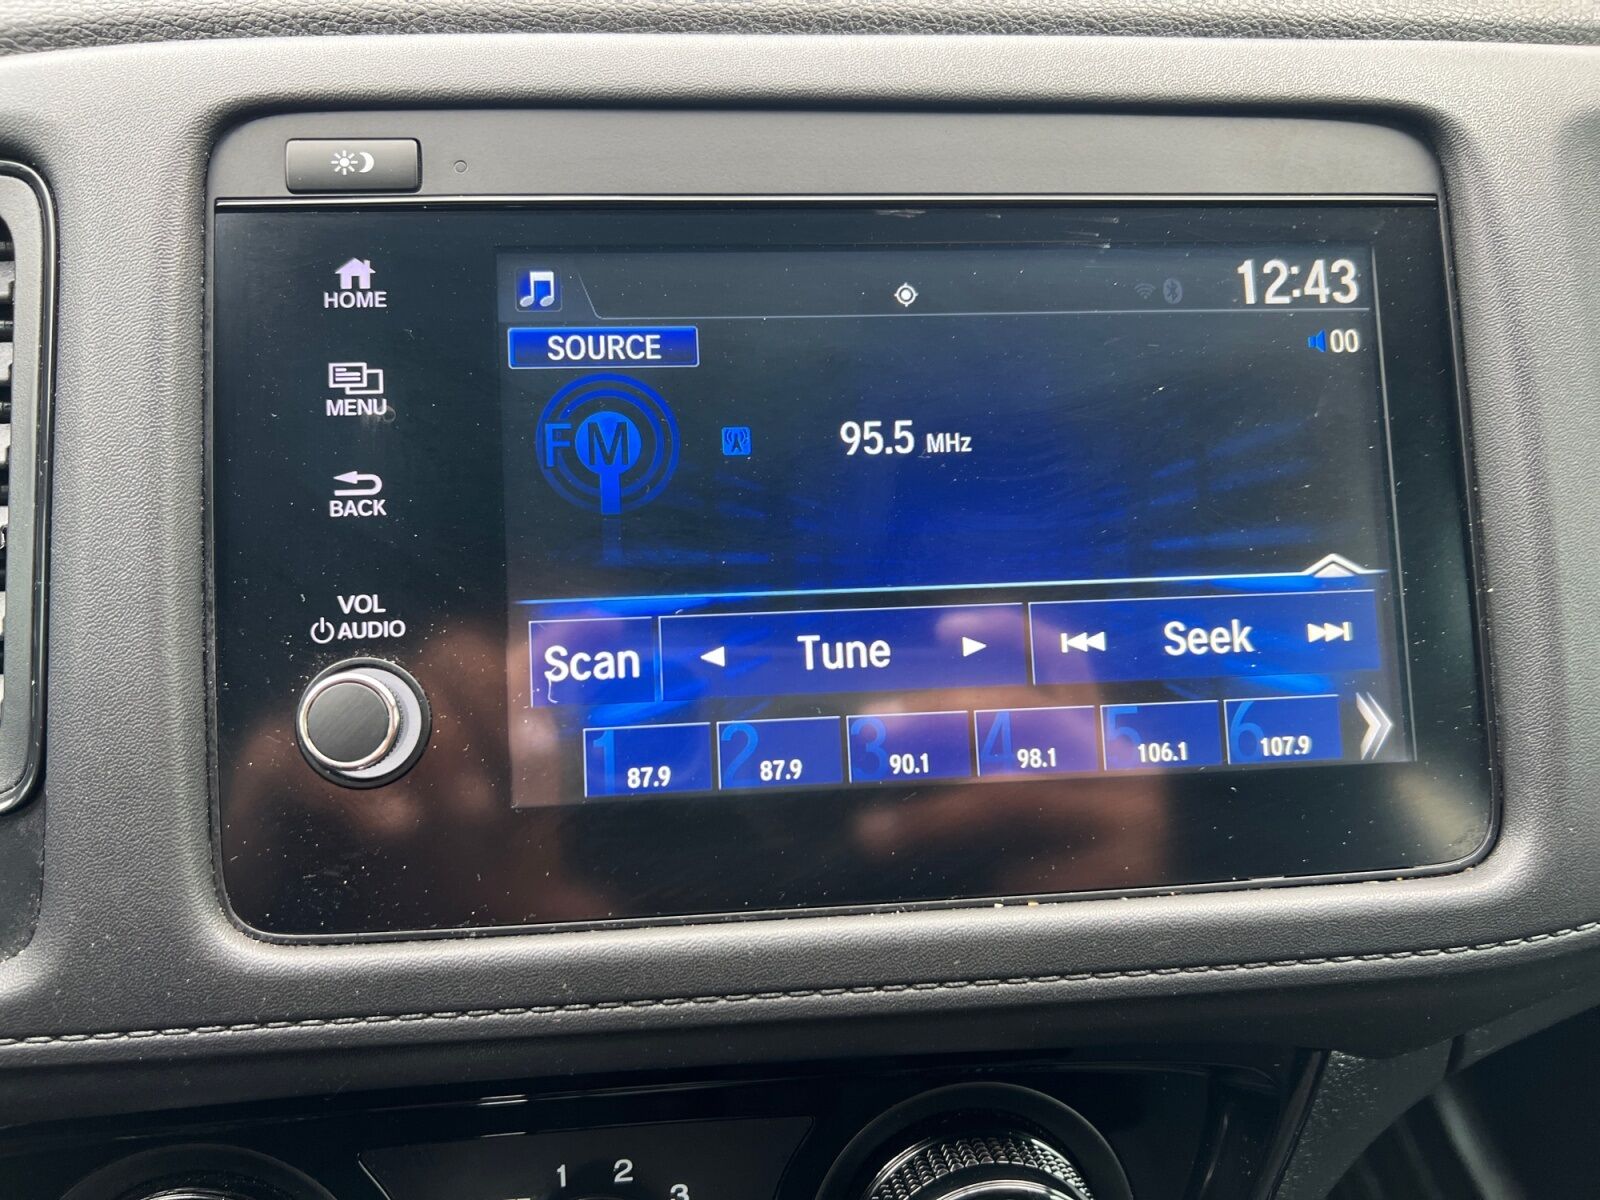 HOME
MENU
BACK
VOL
AUDIO
12:43
SOURCE
00
FM
95.5 MHz
Scan
Tune
Seek
1 87.9
2 87.9
3 90.1
4 98.1
5 106.1
6 107.9
1 2 3